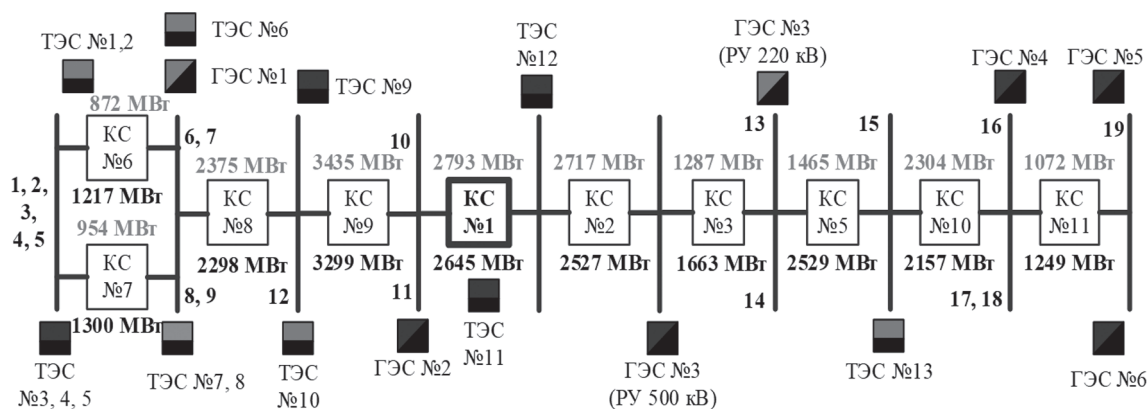 ТЭС №6
ТЭС №1,2
ГЭС №1
ТЭС №9
ТЭС
№12
ГЭС №3
(РУ 220 кВ)
ГЭС №4
ГЭС №5
872 МВт
КС
№6
1217 МВт
6, 7
1, 2,
3,
4, 5
954 МВт
КС
№7
1300 МВт
8, 9
2375 МВт
КС
№8
2298 МВт
12
3435 МВт
КС
№9
3299 МВт
10
11
2793 МВт
КС
№1
2645 МВт
2717 МВт
КС
№2
2527 МВт
1287 МВт
КС
№3
1663 МВт
13
14
1465 МВт
КС
№5
2529 МВт
15
2304 МВт
КС
№10
2157 МВт
16
17, 18
1072 МВт
КС
№11
1249 МВт
19
ТЭС
№3, 4, 5
ТЭС №7, 8
ТЭС
№10
ГЭС №2
ТЭС
№11
ГЭС №3
(РУ 500 кВ)
ТЭС №13
ГЭС №6